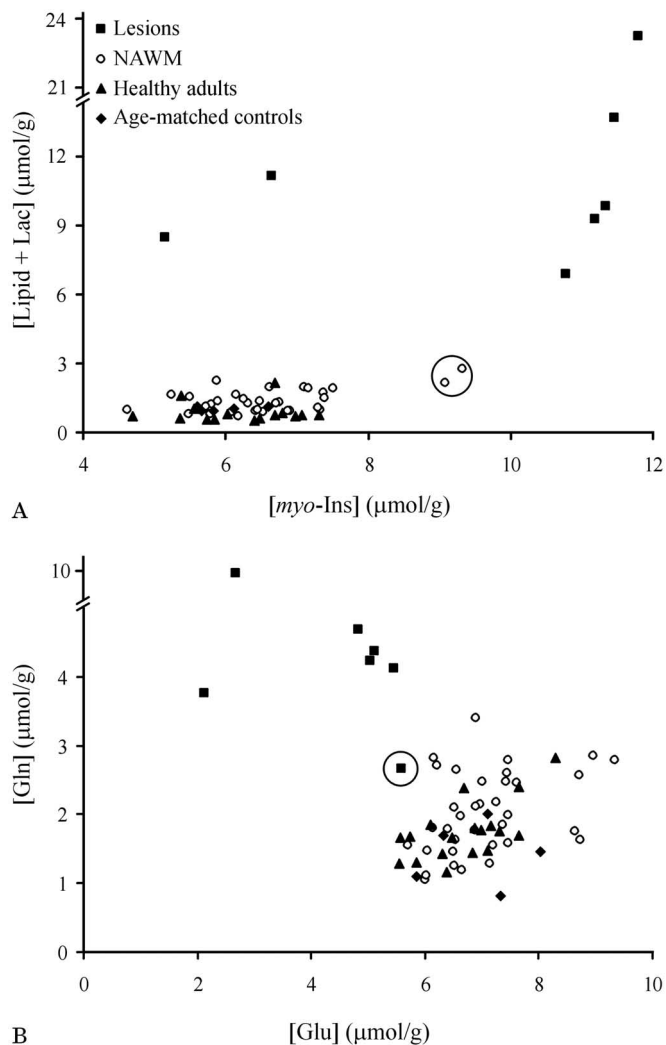 24
21
12
9
6
3
0
[Lipid + Lac] (μmol/g)
Lesions
NAWM
Healthy adults
Age-matched controls
4
6
8
10
12
[myo-Ins] (μmol/g)
A
10
4
3
2
1
0
[Gln] (μmol/g)
0
2
4
6
8
10
[Glu] (μmol/g)
B